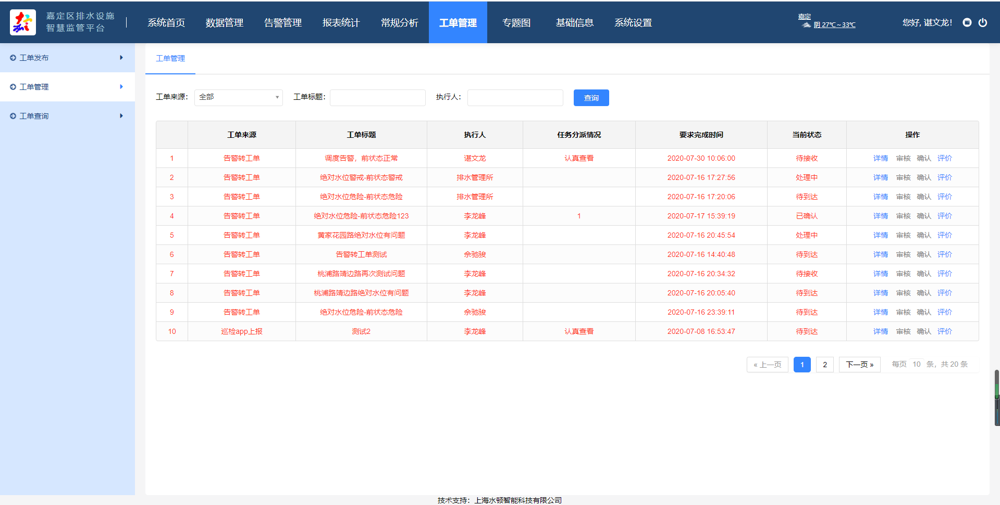 嘉定区排水设施
智慧监管平台
系统首页 数据管理 告警管理 报表统计 常规分析 工单管理 专题图 基础信息 系统设置
嘉定
阴 27℃~33℃
您好, 谌文龙!
工单发布
工单管理
工单查询
工单管理
工单来源: 全部 工单标题: 执行人: 查询
工单来源 工单标题 执行人 任务分派情况 要求完成时间 当前状态 操作
1 告警转工单 调度告警，前状态正常 谌文龙 认真查看 2020-07-30 10:06:00 待接收 详情 审核 确认 评价
2 告警转工单 绝对水位警戒-前状态警戒 排水管理所 2020-07-16 17:27:56 处理中 详情 审核 确认 评价
3 告警转工单 绝对水位危险-前状态危险 排水管理所 2020-07-16 17:20:06 待到达 详情 审核 确认 评价
4 告警转工单 绝对水位危险-前状态危险123 李龙峰 1 2020-07-17 15:39:19 已确认 详情 审核 确认 评价
5 告警转工单 黄家花园路绝对水位有问题 李龙峰 2020-07-16 20:45:54 处理中 详情 审核 确认 评价
6 告警转工单 告警转工单测试 余驰骏 2020-07-16 14:40:48 待到达 详情 审核 确认 评价
7 告警转工单 桃浦路靖边路再次测试问题 李龙峰 2020-07-16 20:34:32 待接收 详情 审核 确认 评价
8 告警转工单 桃浦路靖边路绝对水位有问题 李龙峰 2020-07-16 20:05:40 待到达 详情 审核 确认 评价
9 告警转工单 绝对水位危险-前状态危险 余驰骏 2020-07-16 23:39:11 待到达 详情 审核 确认 评价
10 巡检app上报 测试2 李龙峰 认真查看 2020-07-08 16:53:47 待到达 详情 审核 确认 评价
« 上一页 1 2 下一页 » 每页 10 条，共 20 条
技术支持：上海水顿智能科技有限公司